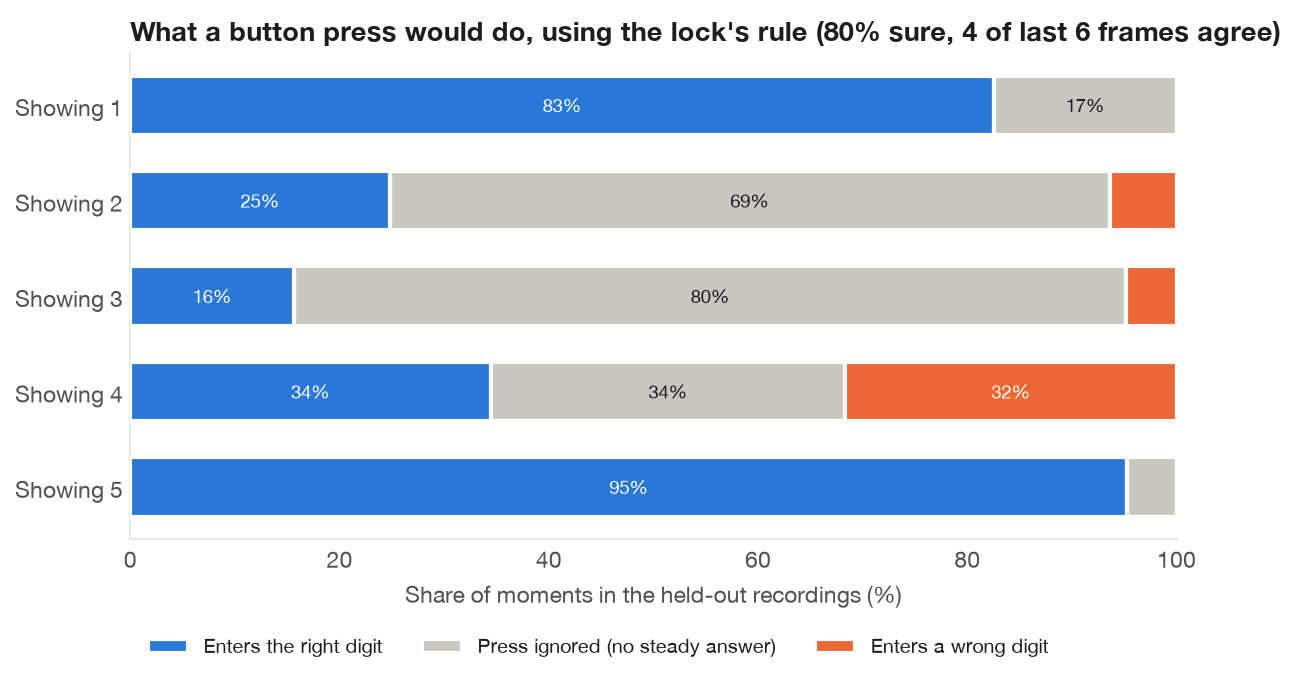 What a button press would do, using the lock's rule (80% sure, 4 of last 6 frames agree)
Showing 1
83%
17%
Showing 2
25%
69%
Showing 3
16%
80%
Showing 4
34%
34%
32%
Showing 5
95%
0
20
40
60
80
100
Share of moments in the held-out recordings (%)
Enters the right digit
Press ignored (no steady answer)
Enters a wrong digit